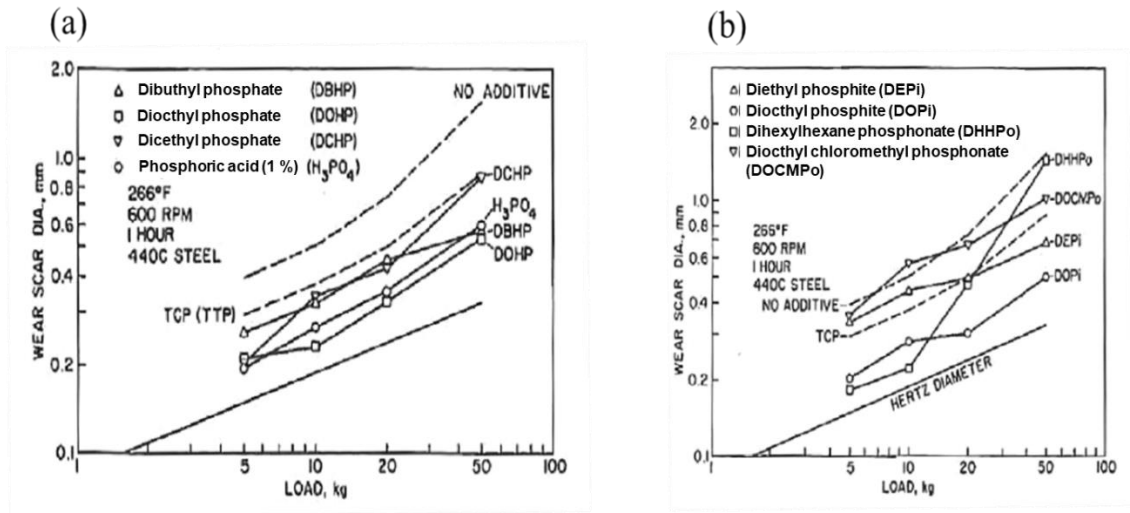 (a)
2.0
1.0
0.8
0.6
0.4
0.2
0.1
WEAR SCAR DIA., mm
Dibuthyl phosphate (DBHP)
Diocthyl phosphate (DOHP)
Dicethyl phosphate (DCHP)
Phosphoric acid (1 %) (H₃PO₄)
266°F
600 RPM
1 HOUR
440C STEEL
NO ADDITIVE
DCHP
H₃PO₄
DBHP
DOHP
TCP (TTP)
1 5 10 20 50 100
LOAD, kg
(b)
2.0
1.0
0.8
0.6
0.4
0.2
0.1
WEAR SCAR DIA., mm
Diethyl phosphite (DEPi)
Diocthyl phosphite (DOPi)
Dihexylhexane phosphonate (DHHPo)
Diocthyl chloromethyl phosphonate
(DOCMPo)
266°F
600 RPM
1 HOUR
440C STEEL
NO ADDITIVE
TCP
DHHPo
DOCMPo
DEPi
DOPi
HERTZ DIAMETER
1 5 10 20 50 100
LOAD, kg